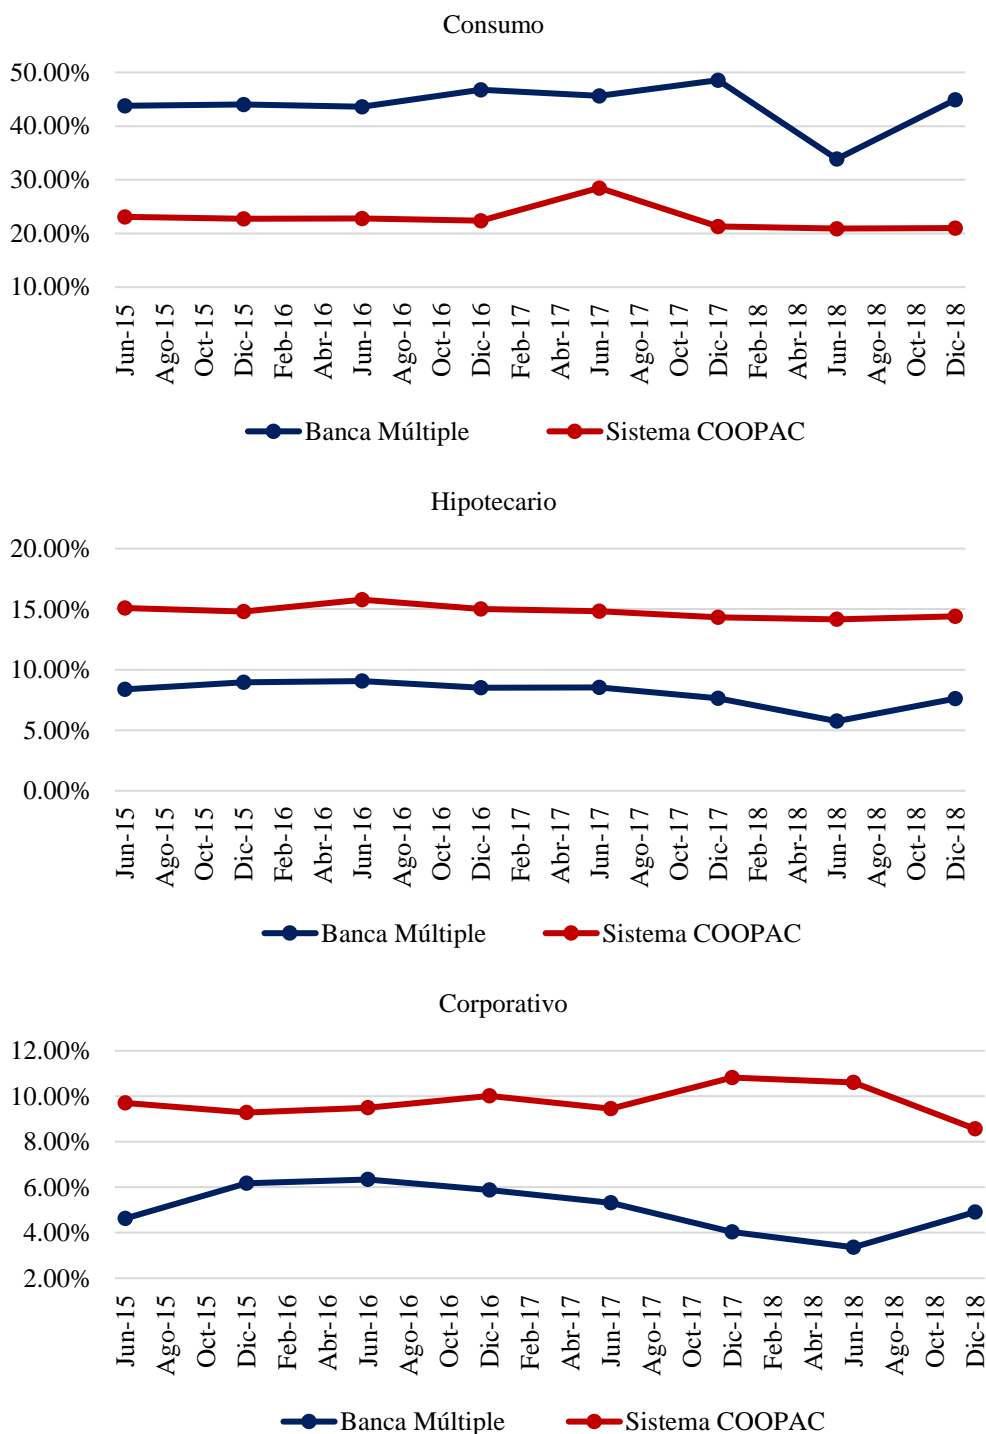 Consumo
50.00%
40.00%
30.00%
20.00%
10.00%
Jun-15 Ago-15 Oct-15 Dic-15 Feb-16 Abr-16 Jun-16 Ago-16 Oct-16 Dic-16 Feb-17 Abr-17 Jun-17 Ago-17 Oct-17 Dic-17 Feb-18 Abr-18 Jun-18 Ago-18 Oct-18 Dic-18
Banca Múltiple Sistema COOPAC
Hipotecario
20.00%
15.00%
10.00%
5.00%
0.00%
Jun-15 Ago-15 Oct-15 Dic-15 Feb-16 Abr-16 Jun-16 Ago-16 Oct-16 Dic-16 Feb-17 Abr-17 Jun-17 Ago-17 Oct-17 Dic-17 Feb-18 Abr-18 Jun-18 Ago-18 Oct-18 Dic-18
Banca Múltiple Sistema COOPAC
Corporativo
12.00%
10.00%
8.00%
6.00%
4.00%
2.00%
Jun-15 Ago-15 Oct-15 Dic-15 Feb-16 Abr-16 Jun-16 Ago-16 Oct-16 Dic-16 Feb-17 Abr-17 Jun-17 Ago-17 Oct-17 Dic-17 Feb-18 Abr-18 Jun-18 Ago-18 Oct-18 Dic-18
Banca Múltiple Sistema COOPAC